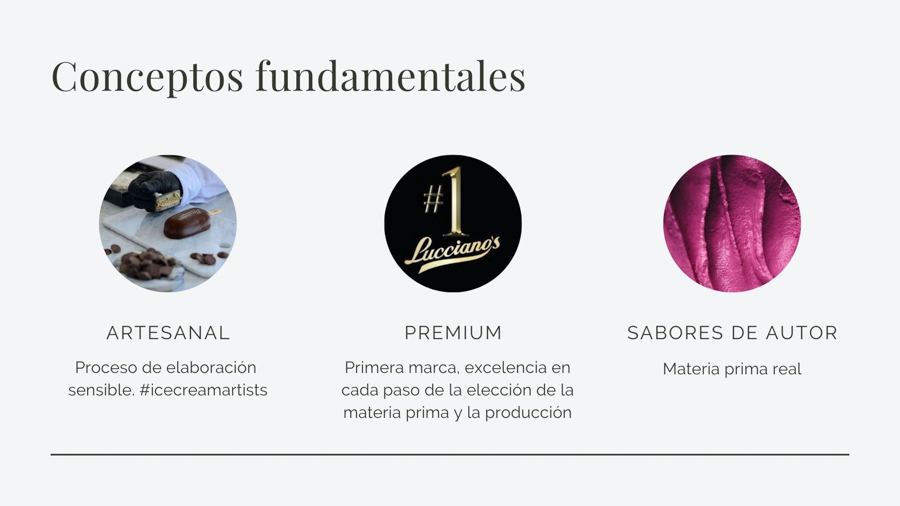 Conceptos fundamentales
#1
Lucciano's
ARTESANAL
Proceso de elaboración
sensible. #icecreamartists
PREMIUM
Primera marca, excelencia en
cada paso de la elección de la
materia prima y la producción
SABORES DE AUTOR
Materia prima real